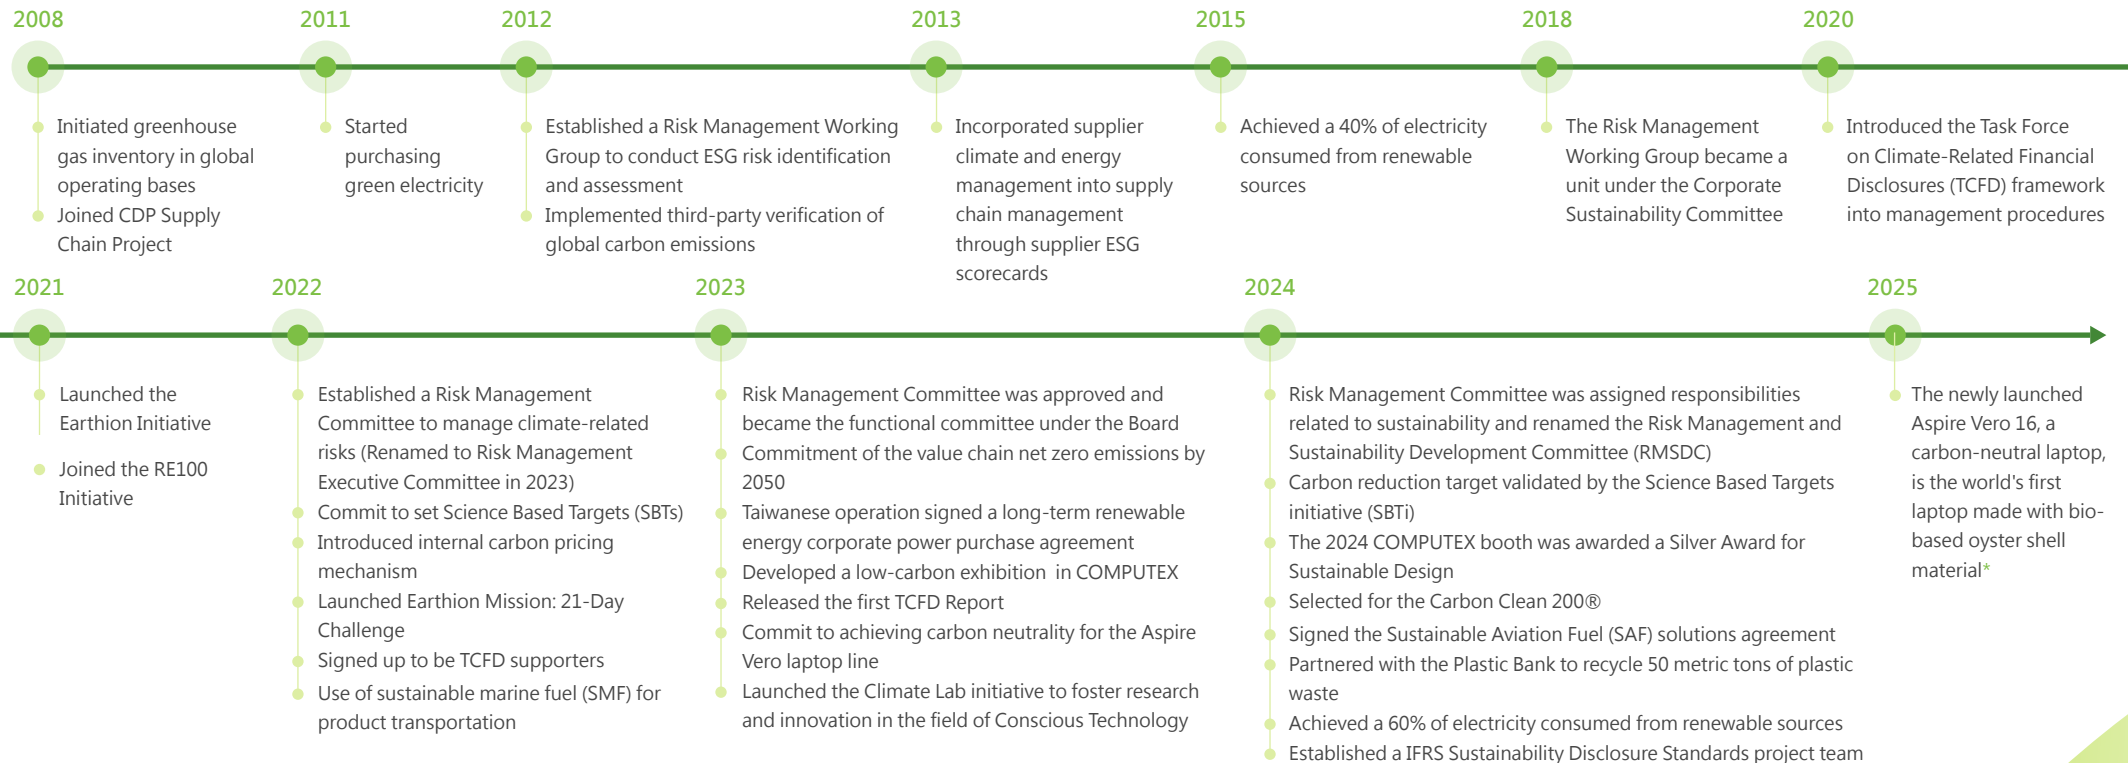 2008
Initiated greenhouse
gas inventory in global
operating bases
Joined CDP Supply
Chain Project
2011
Started
purchasing
green electricity
2012
Established a Risk Management Working
Group to conduct ESG risk identification
and assessment
Implemented third-party verification of
global carbon emissions
2013
Incorporated supplier
climate and energy
management into supply
chain management
through supplier ESG
scorecards
2015
Achieved a 40% of electricity
consumed from renewable
sources
2018
The Risk Management
Working Group became a
unit under the Corporate
Sustainability Committee
2020
Introduced the Task Force
on Climate-Related Financial
Disclosures (TCFD) framework
into management procedures
2021
Launched the
Earthion Initiative
Joined the RE100
Initiative
2022
Established a Risk Management
Committee to manage climate-related
risks (Renamed to Risk Management
Executive Committee in 2023)
Commit to set Science Based Targets (SBTs)
Introduced internal carbon pricing
mechanism
Launched Earthion Mission: 21-Day
Challenge
Signed up to be TCFD supporters
Use of sustainable marine fuel (SMF) for
product transportation
2023
Risk Management Committee was approved and
became the functional committee under the Board
Commitment of the value chain net zero emissions by
2050
Taiwanese operation signed a long-term renewable
energy corporate power purchase agreement
Developed a low-carbon exhibition in COMPUTEX
Released the first TCFD Report
Commit to achieving carbon neutrality for the Aspire
Vero laptop line
Launched the Climate Lab initiative to foster research
and innovation in the field of Conscious Technology
2024
Risk Management Committee was assigned responsibilities
related to sustainability and renamed the Risk Management and
Sustainability Development Committee (RMSDC)
Carbon reduction target validated by the Science Based Targets
initiative (SBTi)
The 2024 COMPUTEX booth was awarded a Silver Award for
Sustainable Design
Selected for the Carbon Clean 200®
Signed the Sustainable Aviation Fuel (SAF) solutions agreement
Partnered with the Plastic Bank to recycle 50 metric tons of plastic
waste
Achieved a 60% of electricity consumed from renewable sources
Established a IFRS Sustainability Disclosure Standards project team
2025
The newly launched
Aspire Vero 16, a
carbon-neutral laptop,
is the world's first
laptop made with bio-
based oyster shell
material*